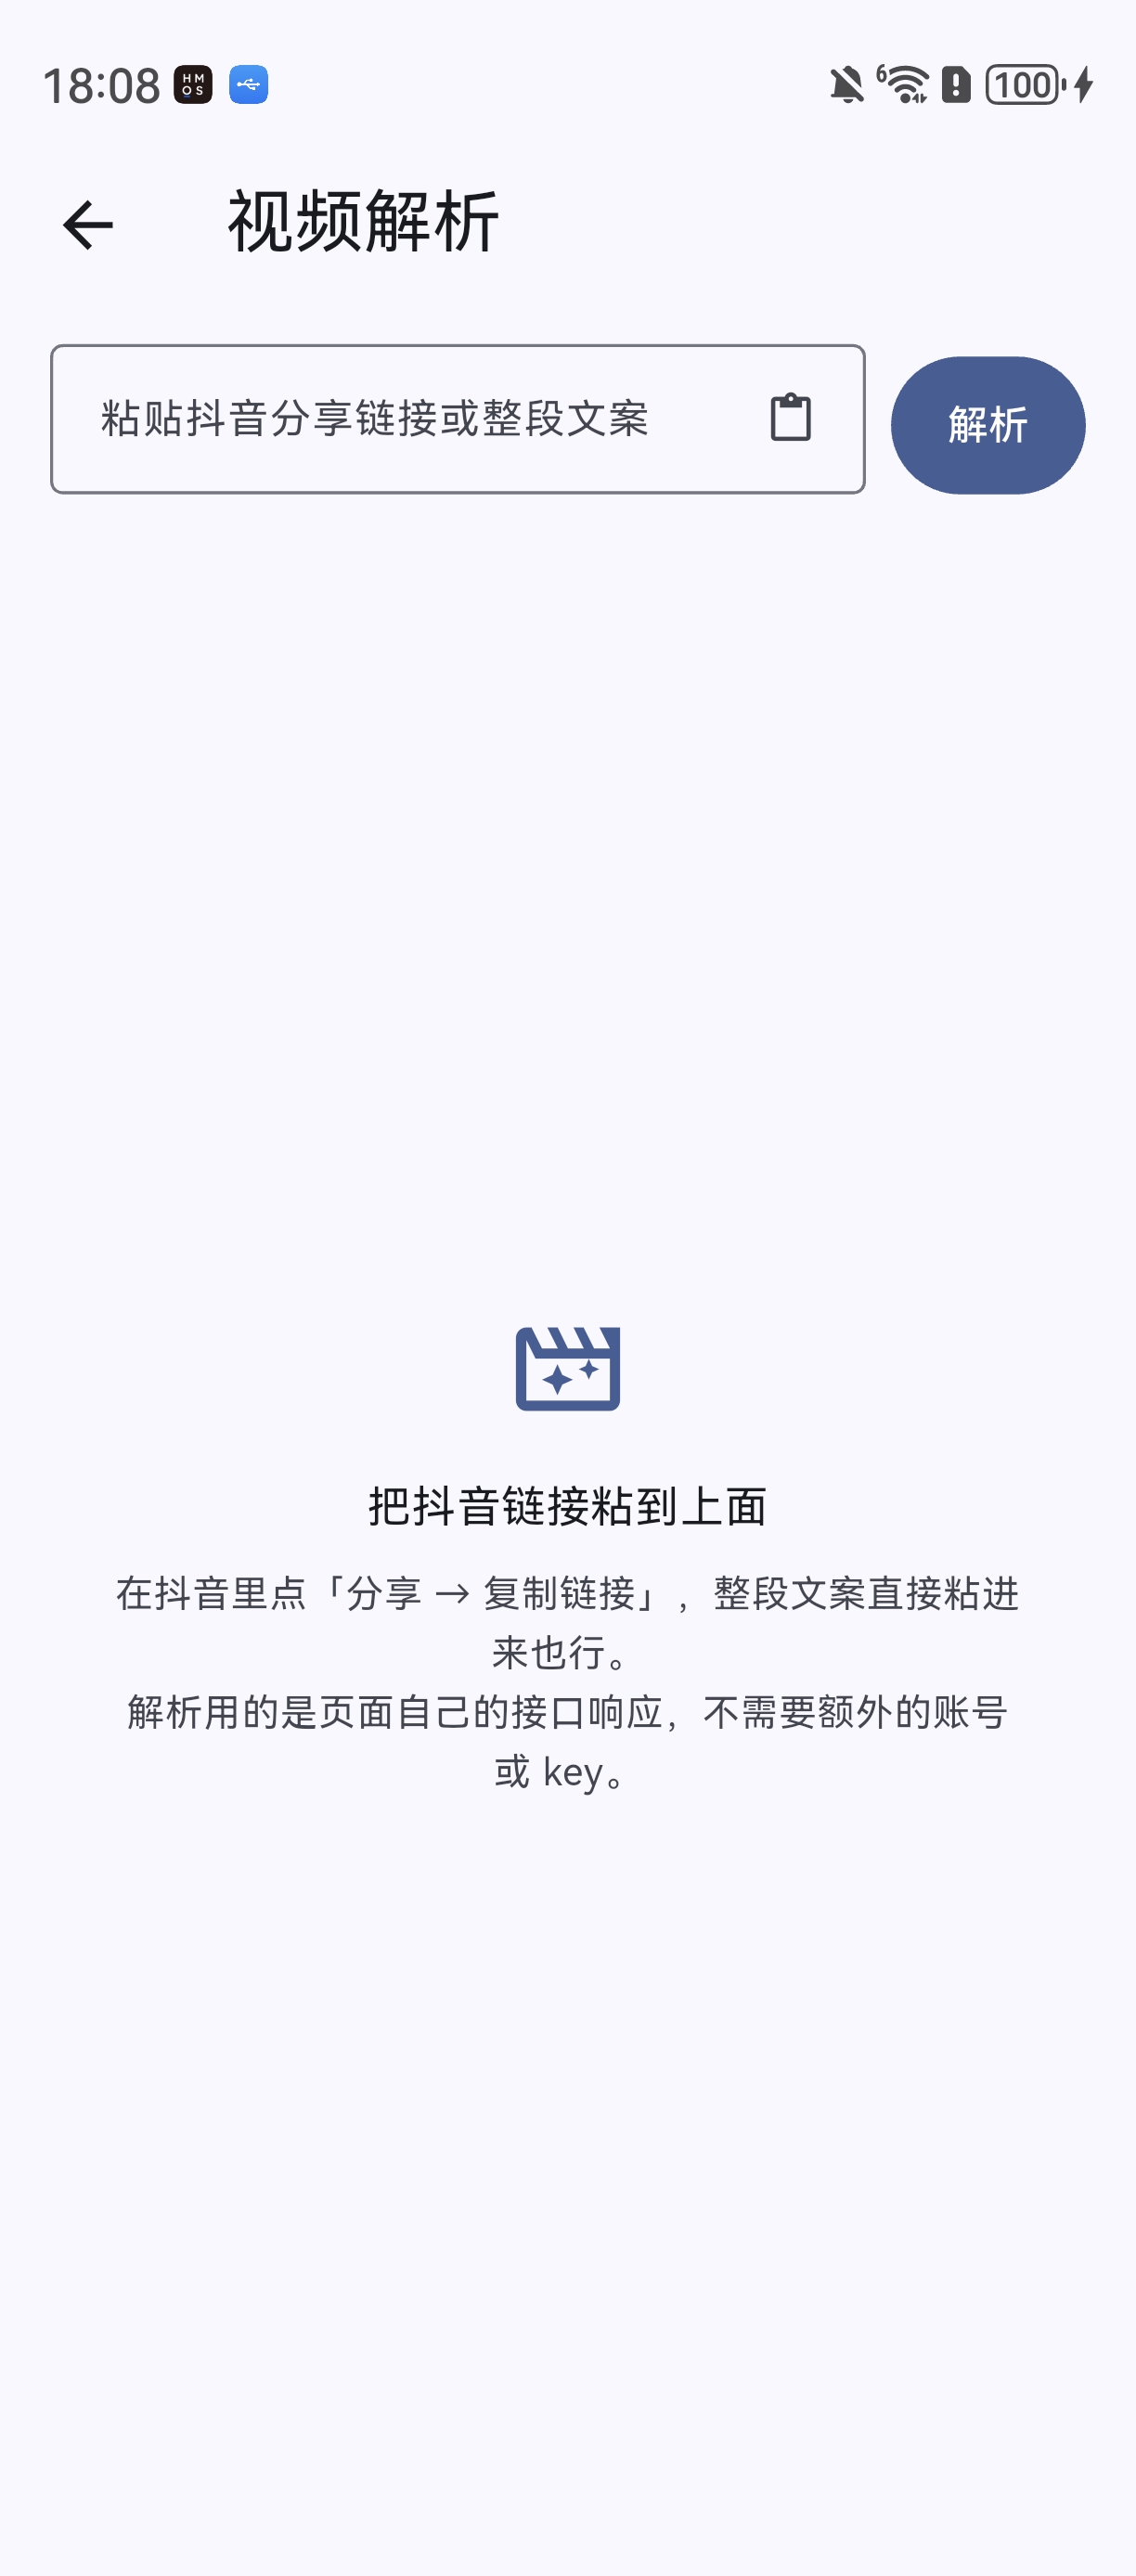 18:08
HM
OS
6
100
视频解析
粘贴抖音分享链接或整段文案
解析
把抖音链接粘到上面
在抖音里点「分享 → 复制链接」，整段文案直接粘进
来也行。
解析用的是页面自己的接口响应，不需要额外的账号
或 key。